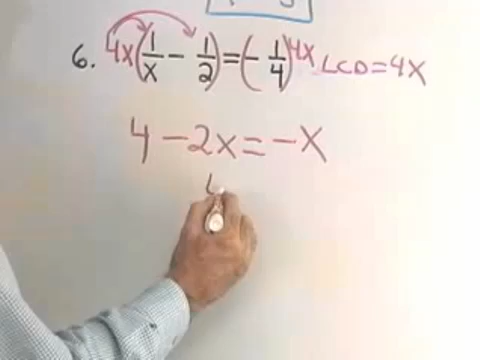 6. 4x(1/x - 1/2) = (-1/4)4x LCD = 4x
4 - 2x = -x